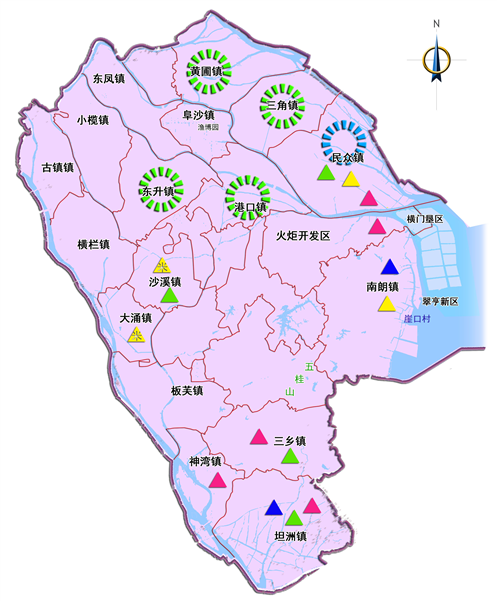 N
黄圃镇
东凤镇
三角镇
小榄镇
阜沙镇
渔博园
民众镇
古镇镇
东升镇
港口镇
横门垦区
火炬开发区
横栏镇
米
沙溪镇
南朗镇
翠亨新区
大涌镇
崖口村
米
五
桂
山
板芙镇
三乡镇
神湾镇
坦洲镇